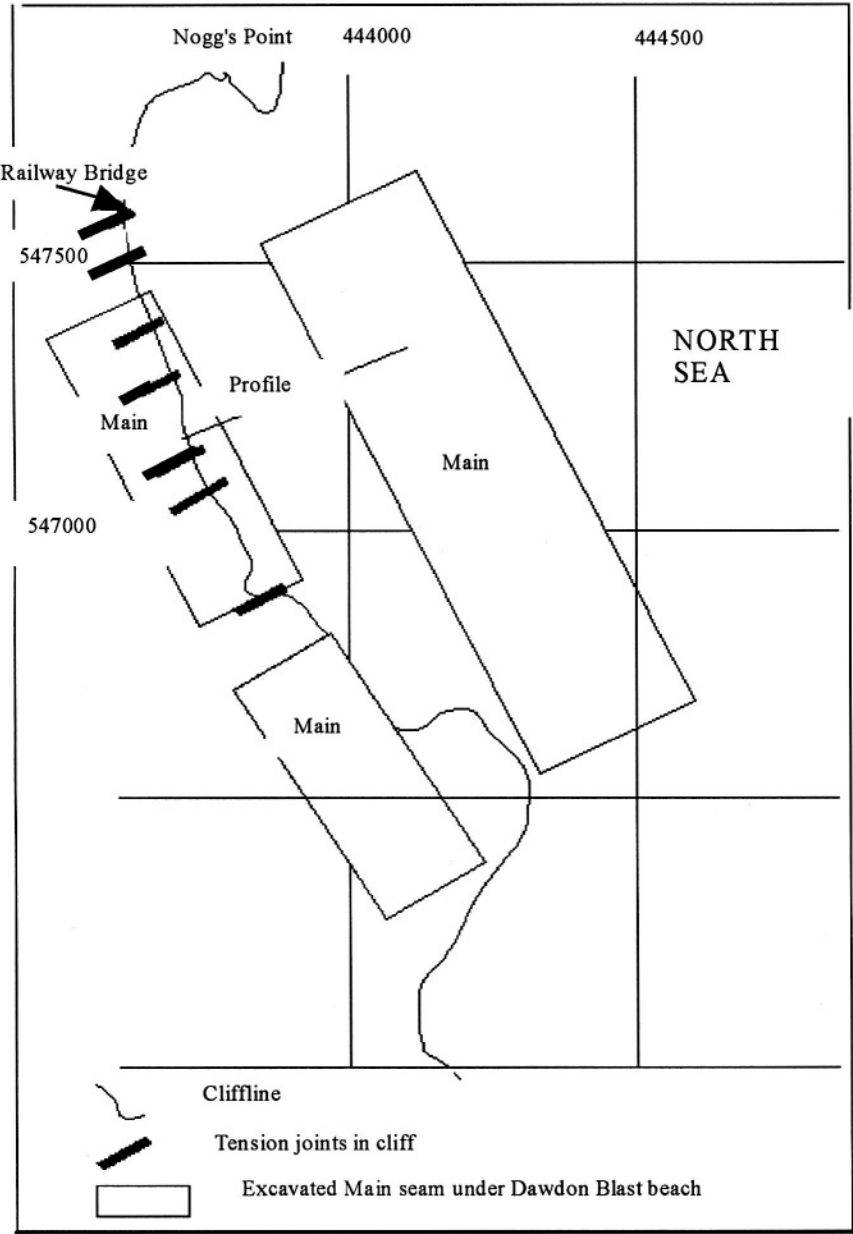 Nogg's Point
444000
444500
Railway Bridge
547500
NORTH
SEA
Profile
Main
Main
547000
Main
Cliffline
Tension joints in cliff
Excavated Main seam under Dawdon Blast beach